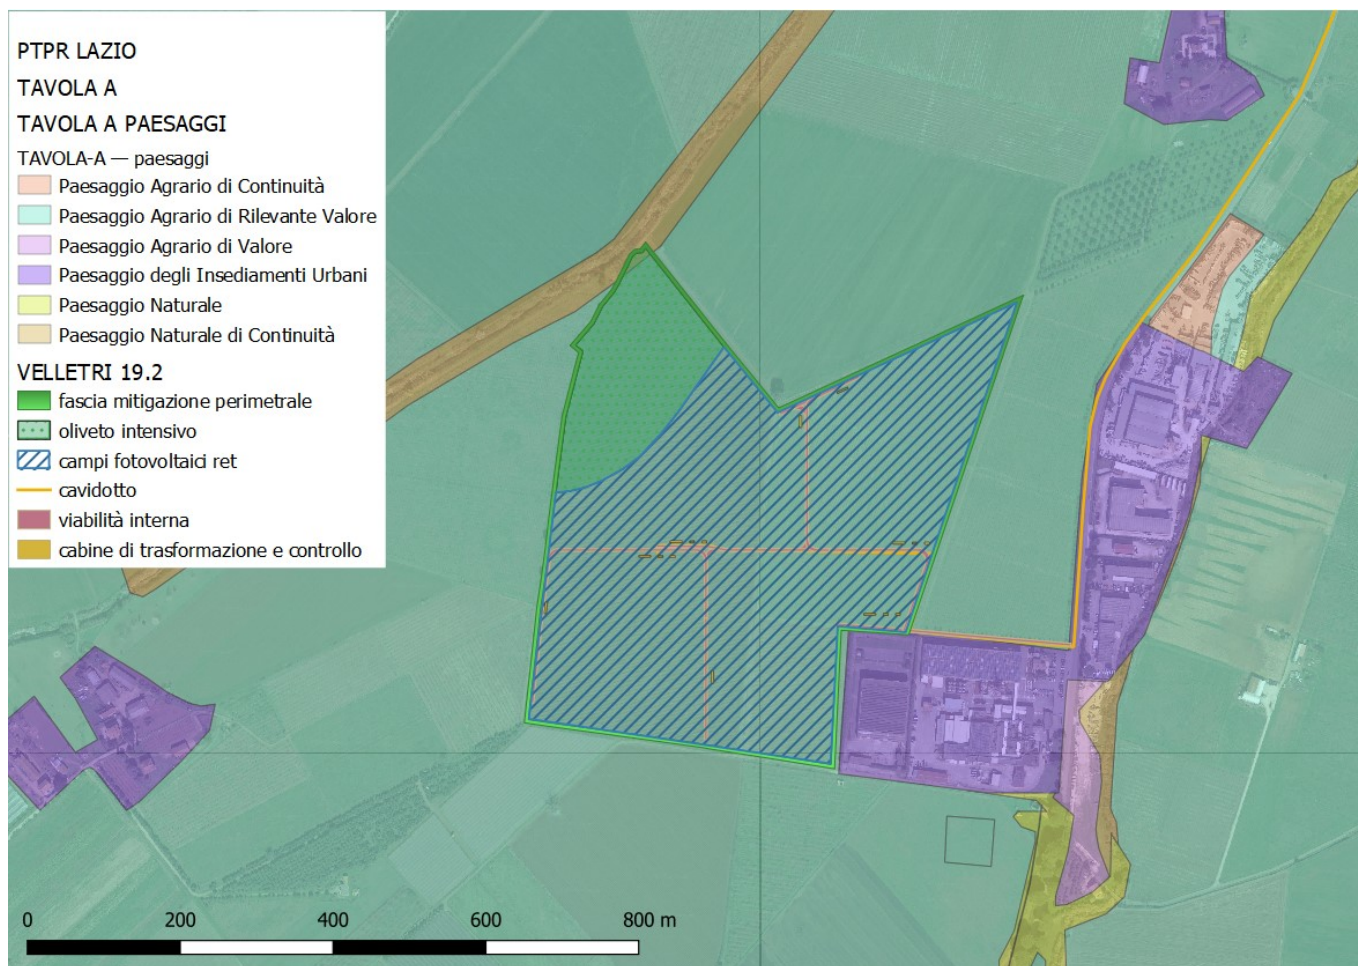 PTPR LAZIO
TAVOLA A
TAVOLA A PAESAGGI
TAVOLA-A — paesaggi
Paesaggio Agrario di Continuità
Paesaggio Agrario di Rilevante Valore
Paesaggio Agrario di Valore
Paesaggio degli Insediamenti Urbani
Paesaggio Naturale
Paesaggio Naturale di Continuità
VELLETRI 19.2
fascia mitigazione perimetrale
oliveto intensivo
campi fotovoltaici ret
cavidotto
viabilità interna
cabine di trasformazione e controllo
0 200 400 600 800 m